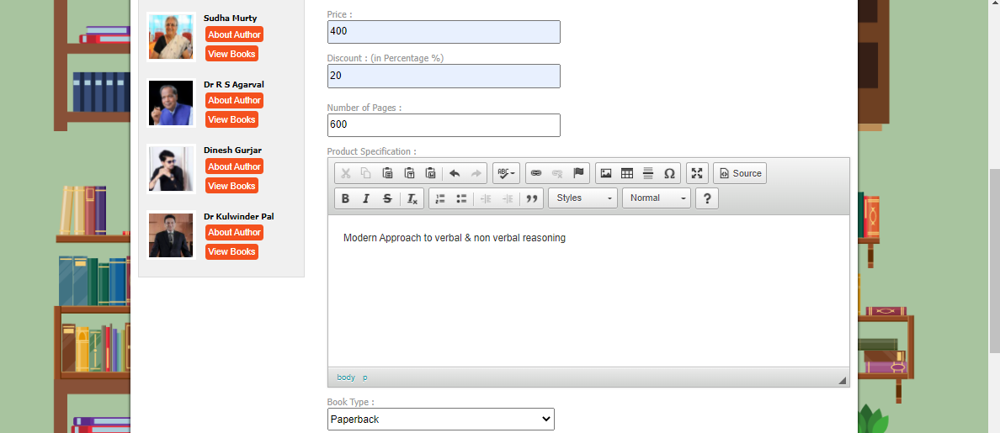 Sudha Murty
About Author
View Books
Dr R S Agarval
About Author
View Books
Dinesh Gurjar
About Author
View Books
Dr Kulwinder Pal
About Author
View Books
Price :
400
Discount : (in Percentage %)
20
Number of Pages :
600
Product Specification :
ABC
Source
B I S Ix
Styles
Normal
?
Modern Approach to verbal & non verbal reasoning
body p
Book Type :
Paperback